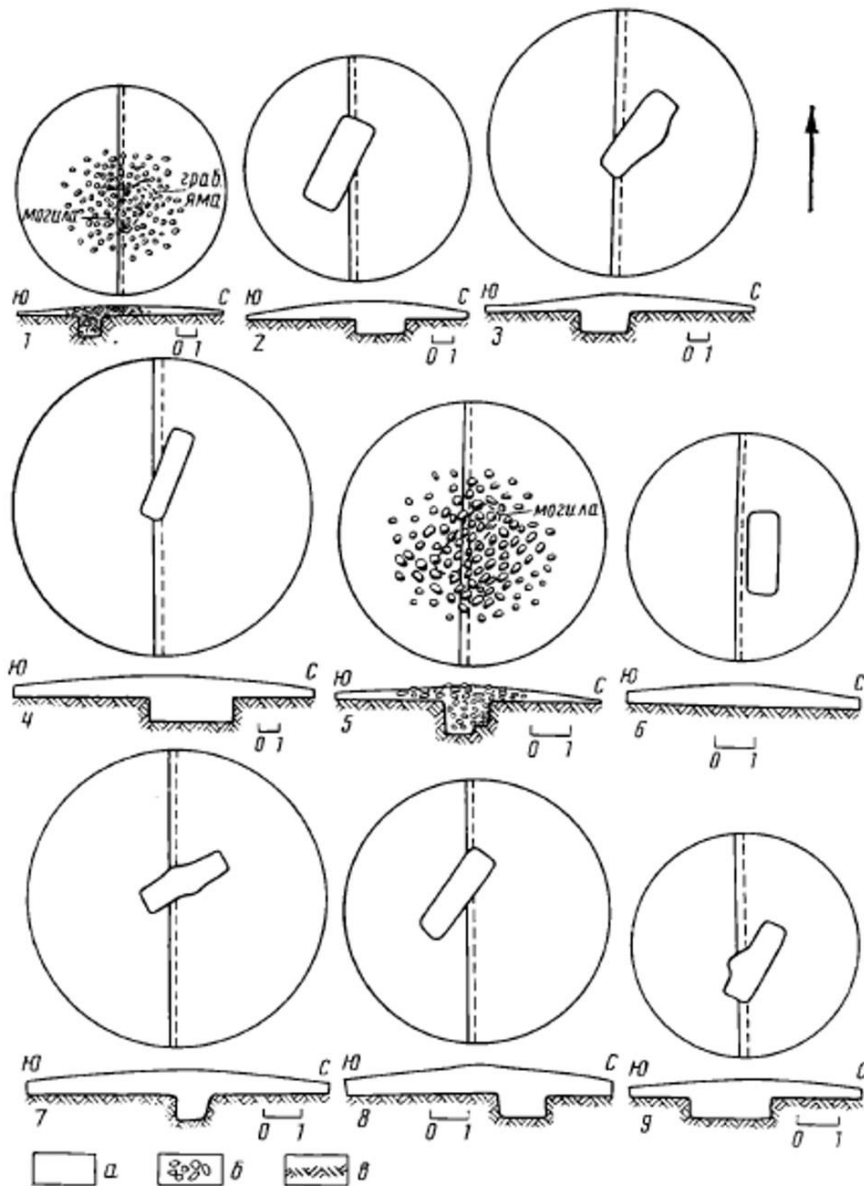 граб.
яма
могила
Ю С
1 0 1
Ю С
2 0 1
Ю С
3 0 1
Ю С
4 0 1
могила
Ю С
5 0 1
Ю С
6 0 1
Ю С
7 0 1
Ю С
8 0 1
Ю С
9 0 1
а б в